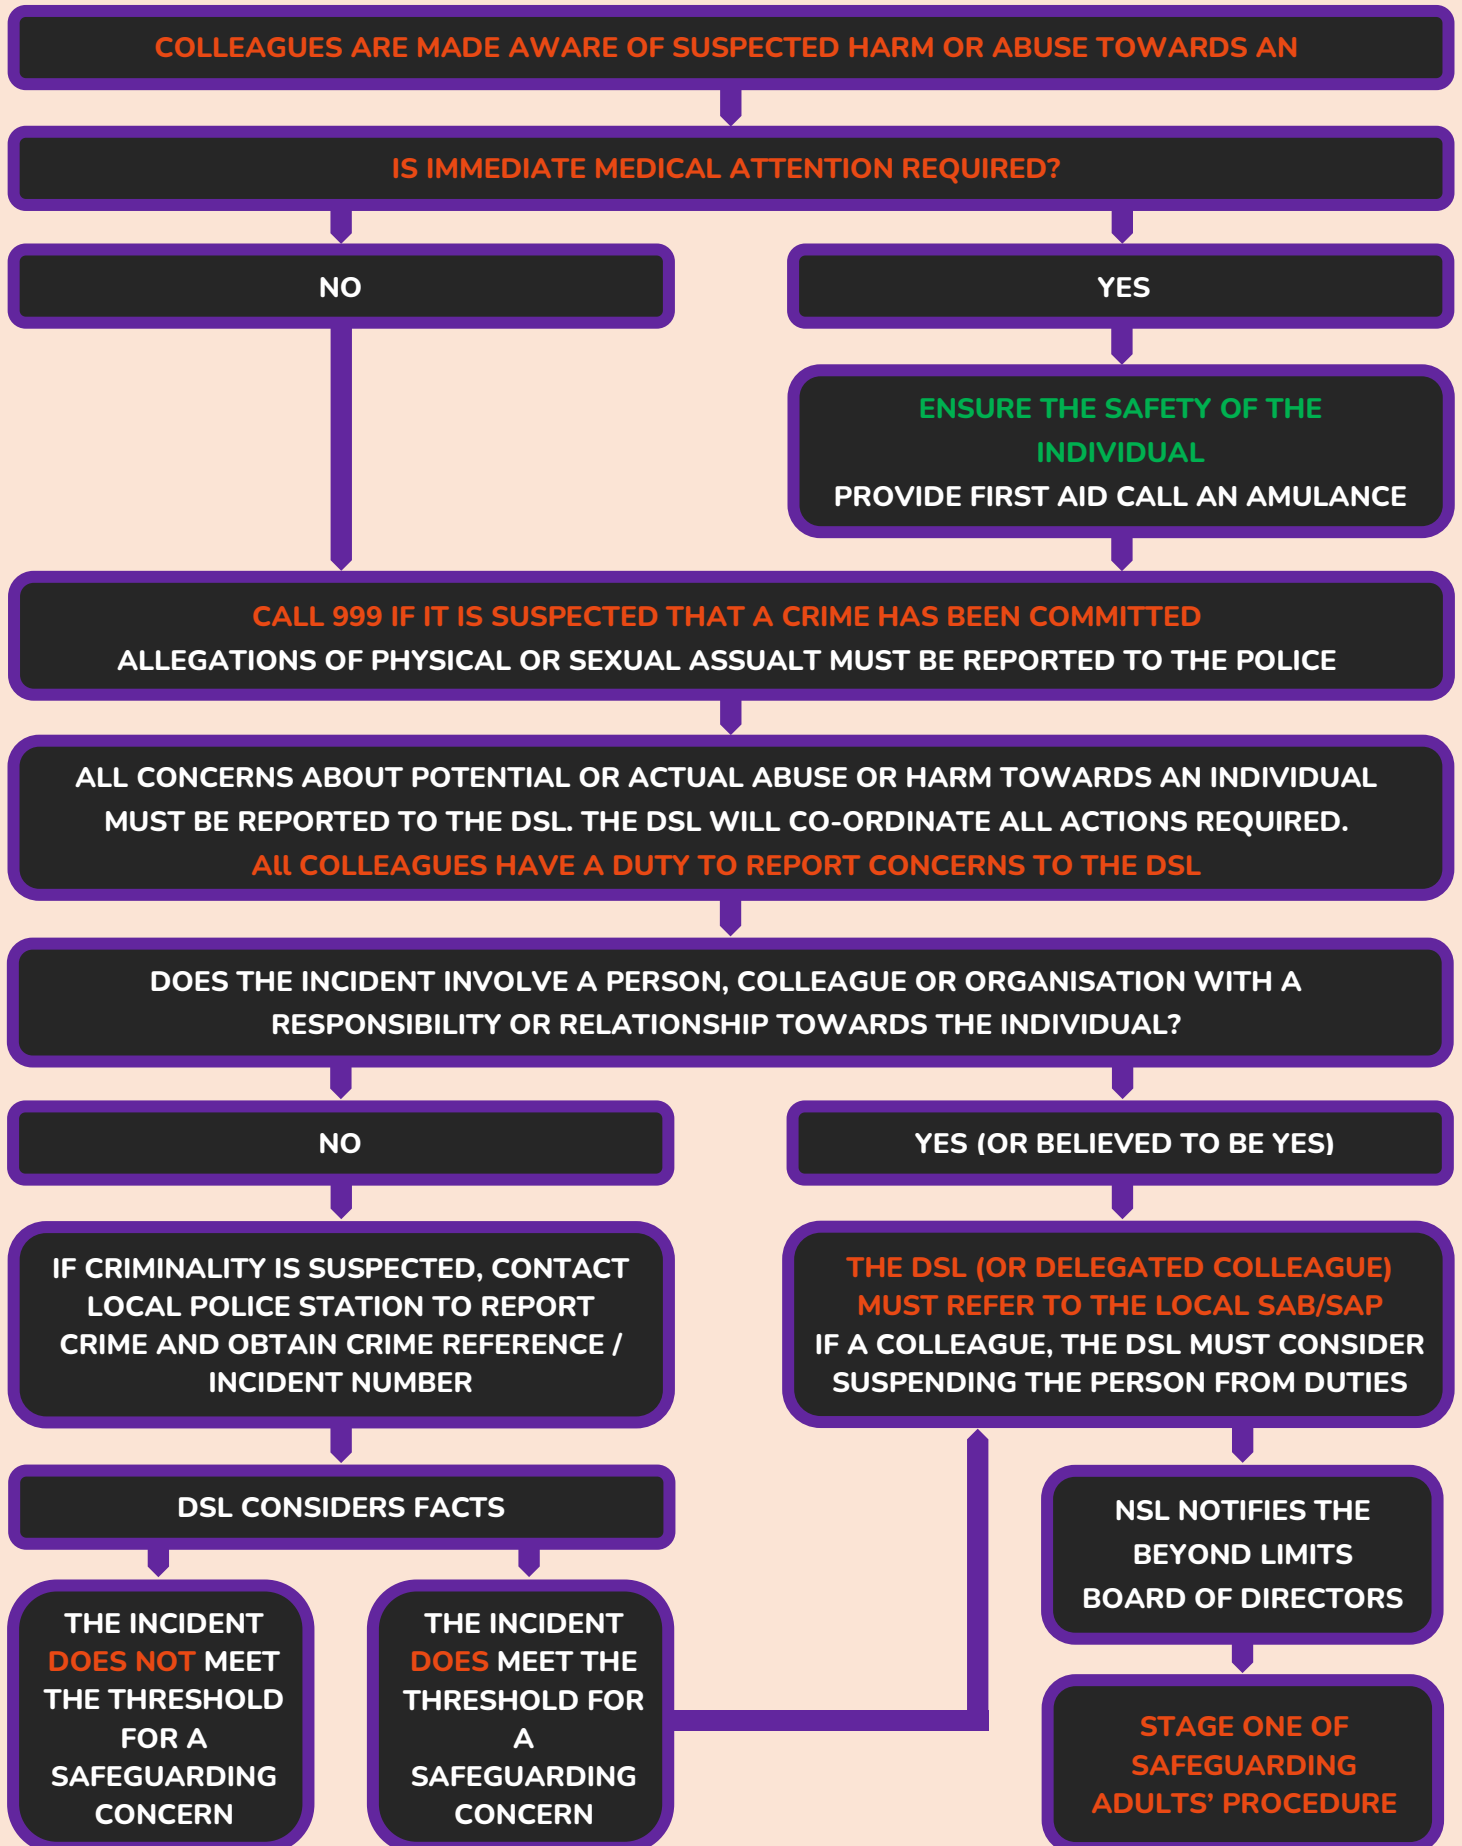 COLLEAGUES ARE MADE AWARE OF SUSPECTED HARM OR ABUSE TOWARDS AN
IS IMMEDIATE MEDICAL ATTENTION REQUIRED?
NO
YES
ENSURE THE SAFETY OF THE
INDIVIDUAL
PROVIDE FIRST AID CALL AN AMULANCE
CALL 999 IF IT IS SUSPECTED THAT A CRIME HAS BEEN COMMITTED
ALLEGATIONS OF PHYSICAL OR SEXUAL ASSUALT MUST BE REPORTED TO THE POLICE
ALL CONCERNS ABOUT POTENTIAL OR ACTUAL ABUSE OR HARM TOWARDS AN INDIVIDUAL
MUST BE REPORTED TO THE DSL. THE DSL WILL CO-ORDINATE ALL ACTIONS REQUIRED.
All COLLEAGUES HAVE A DUTY TO REPORT CONCERNS TO THE DSL
DOES THE INCIDENT INVOLVE A PERSON, COLLEAGUE OR ORGANISATION WITH A
RESPONSIBILITY OR RELATIONSHIP TOWARDS THE INDIVIDUAL?
NO
YES (OR BELIEVED TO BE YES)
IF CRIMINALITY IS SUSPECTED, CONTACT
LOCAL POLICE STATION TO REPORT
CRIME AND OBTAIN CRIME REFERENCE /
INCIDENT NUMBER
THE DSL (OR DELEGATED COLLEAGUE)
MUST REFER TO THE LOCAL SAB/SAP
IF A COLLEAGUE, THE DSL MUST CONSIDER
SUSPENDING THE PERSON FROM DUTIES
DSL CONSIDERS FACTS
NSL NOTIFIES THE
BEYOND LIMITS
BOARD OF DIRECTORS
THE INCIDENT
DOES NOT MEET
THE THRESHOLD
FOR A
SAFEGUARDING
CONCERN
THE INCIDENT
DOES MEET THE
THRESHOLD FOR
A
SAFEGUARDING
CONCERN
STAGE ONE OF
SAFEGUARDING
ADULTS’ PROCEDURE